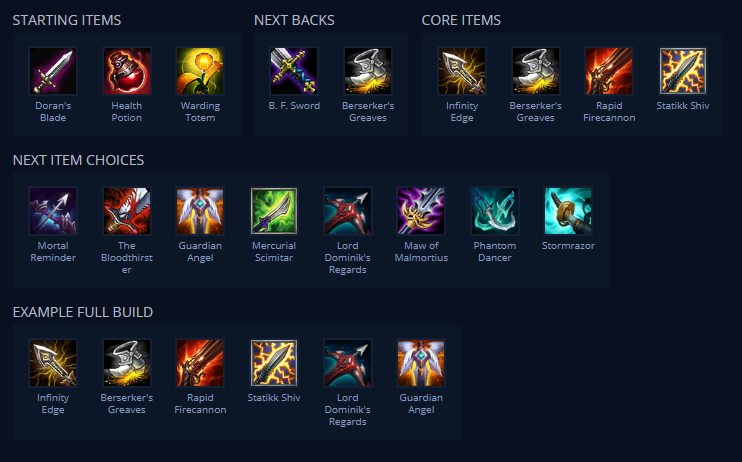 STARTING ITEMS
NEXT BACKS
CORE ITEMS
Doran's
Blade
Health
Potion
Warding
Totem
B. F. Sword
Berserker's
Greaves
Infinity
Edge
Berserker's
Greaves
Rapid
Firecannon
Statikk Shiv
NEXT ITEM CHOICES
Mortal
Reminder
The
Bloodthirst
er
Guardian
Angel
Mercurial
Scimitar
Lord
Dominik's
Regards
Maw of
Malmortius
Phantom
Dancer
Stormrazor
EXAMPLE FULL BUILD
Infinity
Edge
Berserker's
Greaves
Rapid
Firecannon
Statikk Shiv
Lord
Dominik's
Regards
Guardian
Angel